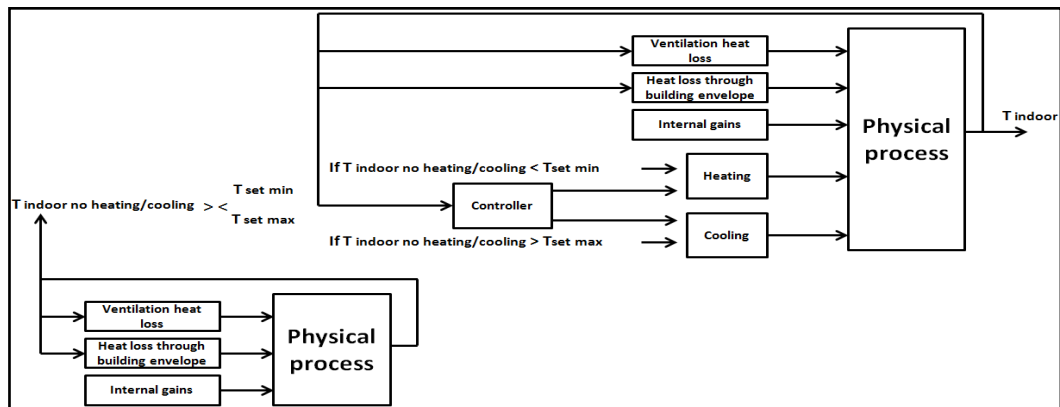 Ventilation heat
loss
Heat loss through
building envelope
Internal gains
Physical
process
T indoor
If T indoor no heating/cooling < Tset min
Heating
Controller
If T indoor no heating/cooling > Tset max
Cooling
T set min
T indoor no heating/cooling > <
T set max
Ventilation heat
loss
Heat loss through
building envelope
Internal gains
Physical
process